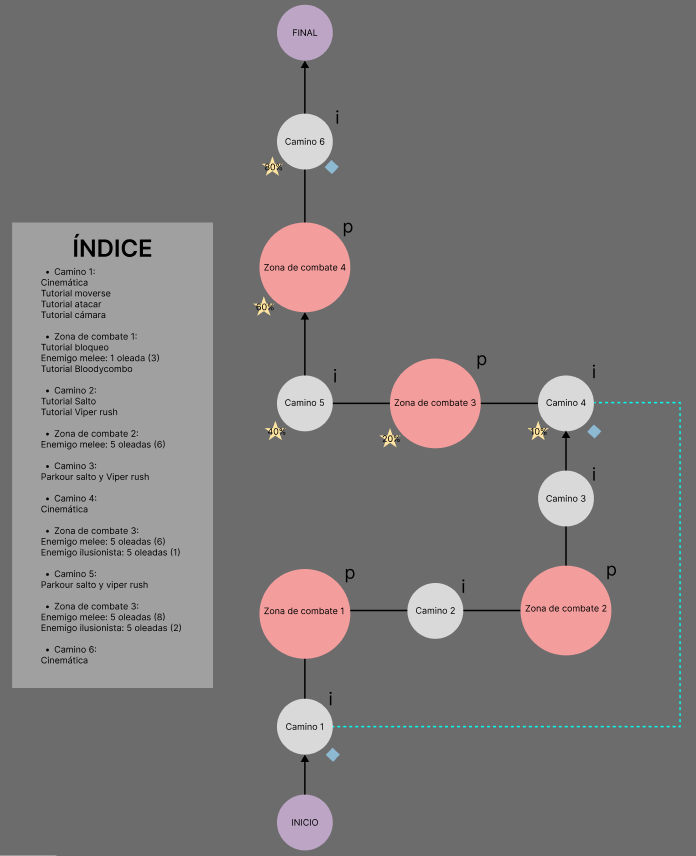 FINAL
i
Camino 6
80%
p
Zona de combate 4
60%
i
Camino 5
40%
p
Zona de combate 3
20%
i
Camino 4
10%
i
Camino 3
p
Zona de combate 1
i
Camino 2
p
Zona de combate 2
i
Camino 1
INICIO
ÍNDICE
• Camino 1:
Cinemática
Tutorial moverse
Tutorial atacar
Tutorial cámara
• Zona de combate 1:
Tutorial bloqueo
Enemigo melee: 1 oleada (3)
Tutorial Bloodycombo
• Camino 2:
Tutorial Salto
Tutorial Viper rush
• Zona de combate 2:
Enemigo melee: 5 oleadas (6)
• Camino 3:
Parkour salto y Viper rush
• Camino 4:
Cinemática
• Zona de combate 3:
Enemigo melee: 5 oleadas (6)
Enemigo ilusionista: 5 oleadas (1)
• Camino 5:
Parkour salto y viper rush
• Zona de combate 3:
Enemigo melee: 5 oleadas (8)
Enemigo ilusionista: 5 oleadas (2)
• Camino 6:
Cinemática